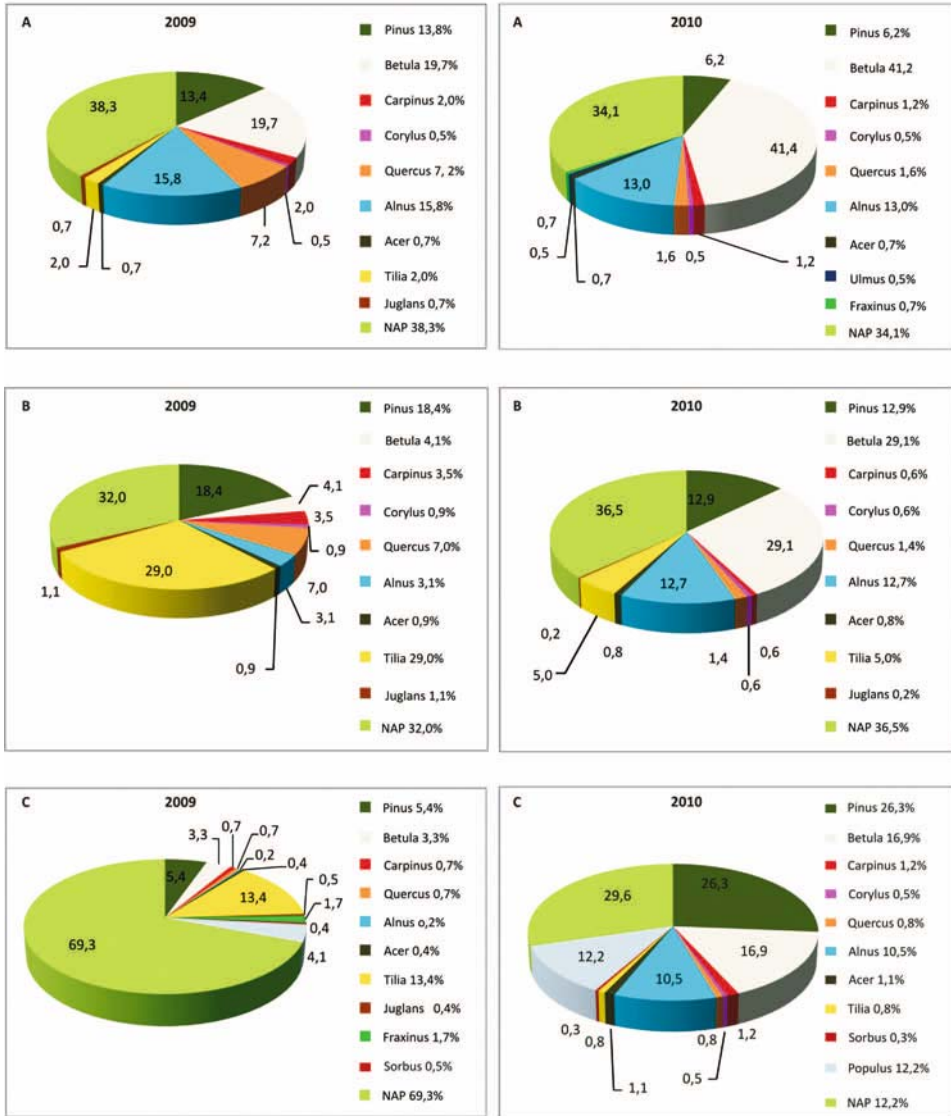 A 2009
Pinus 13,8%
Betula 19,7%
Carpinus 2,0%
Corylus 0,5%
Quercus 7, 2%
Alnus 15,8%
Acer 0,7%
Tilia 2,0%
Juglans 0,7%
NAP 38,3%
13,4
19,7
2,0
0,5
7,2
15,8
0,7
2,0
0,7
38,3
A 2010
Pinus 6,2%
Betula 41,2
Carpinus 1,2%
Corylus 0,5%
Quercus 1,6%
Alnus 13,0%
Acer 0,7%
Ulmus 0,5%
Fraxinus 0,7%
NAP 34,1%
6,2
41,4
1,2
0,5
1,6
13,0
0,7
0,5
0,7
34,1
B 2009
Pinus 18,4%
Betula 4,1%
Carpinus 3,5%
Corylus 0,9%
Quercus 7,0%
Alnus 3,1%
Acer 0,9%
Tilia 29,0%
Juglans 1,1%
NAP 32,0%
18,4
4,1
3,5
0,9
7,0
3,1
0,9
29,0
1,1
32,0
B 2010
Pinus 12,9%
Betula 29,1%
Carpinus 0,6%
Corylus 0,6%
Quercus 1,4%
Alnus 12,7%
Acer 0,8%
Tilia 5,0%
Juglans 0,2%
NAP 36,5%
12,9
29,1
0,6
0,6
1,4
12,7
0,8
5,0
0,2
36,5
C 2009
Pinus 5,4%
Betula 3,3%
Carpinus 0,7%
Quercus 0,7%
Alnus o,2%
Acer 0,4%
Tilia 13,4%
Juglans 0,4%
Fraxinus 1,7%
Sorbus 0,5%
NAP 69,3%
5,4
3,3
0,7
0,7
0,2
0,4
13,4
0,5
1,7
0,4
4,1
69,3
C 2010
Pinus 26,3%
Betula 16,9%
Carpinus 1,2%
Corylus 0,5%
Quercus 0,8%
Alnus 10,5%
Acer 1,1%
Tilia 0,8%
Sorbus 0,3%
Populus 12,2%
NAP 12,2%
26,3
16,9
1,2
0,5
0,8
10,5
1,1
0,8
0,3
12,2
29,6